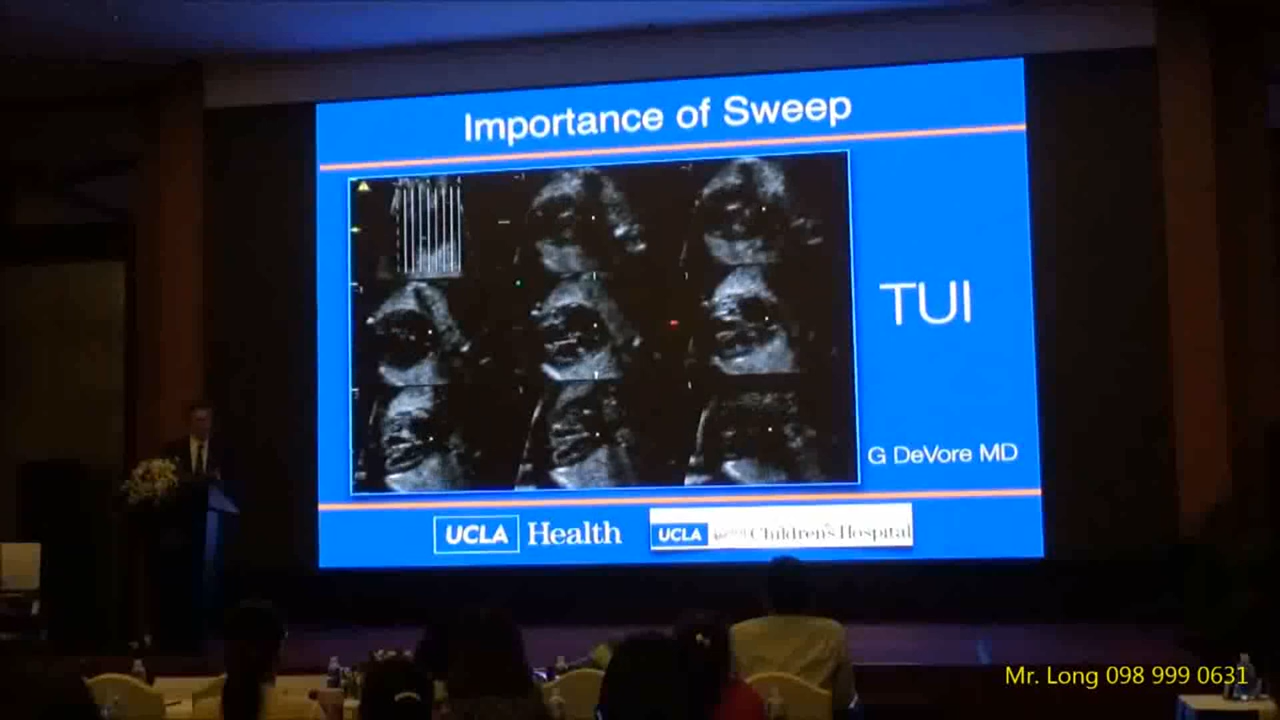 Importance of Sweep
TUI
G DeVore MD
UCLA Health
UCLA Children's Hospital
Mr. Long 098 999 0631